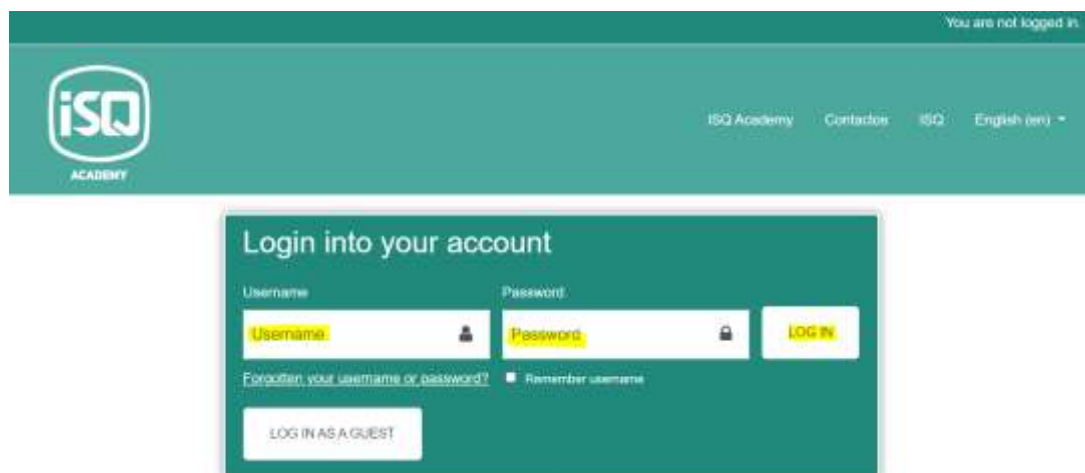 You are not logged in.
iSQ
ACADEMY
ISQ Academy Contactos ISQ English (en)
Login into your account
Username Password
Username Password LOG IN
Forgotten your username or password? Remember username
LOG IN AS A GUEST